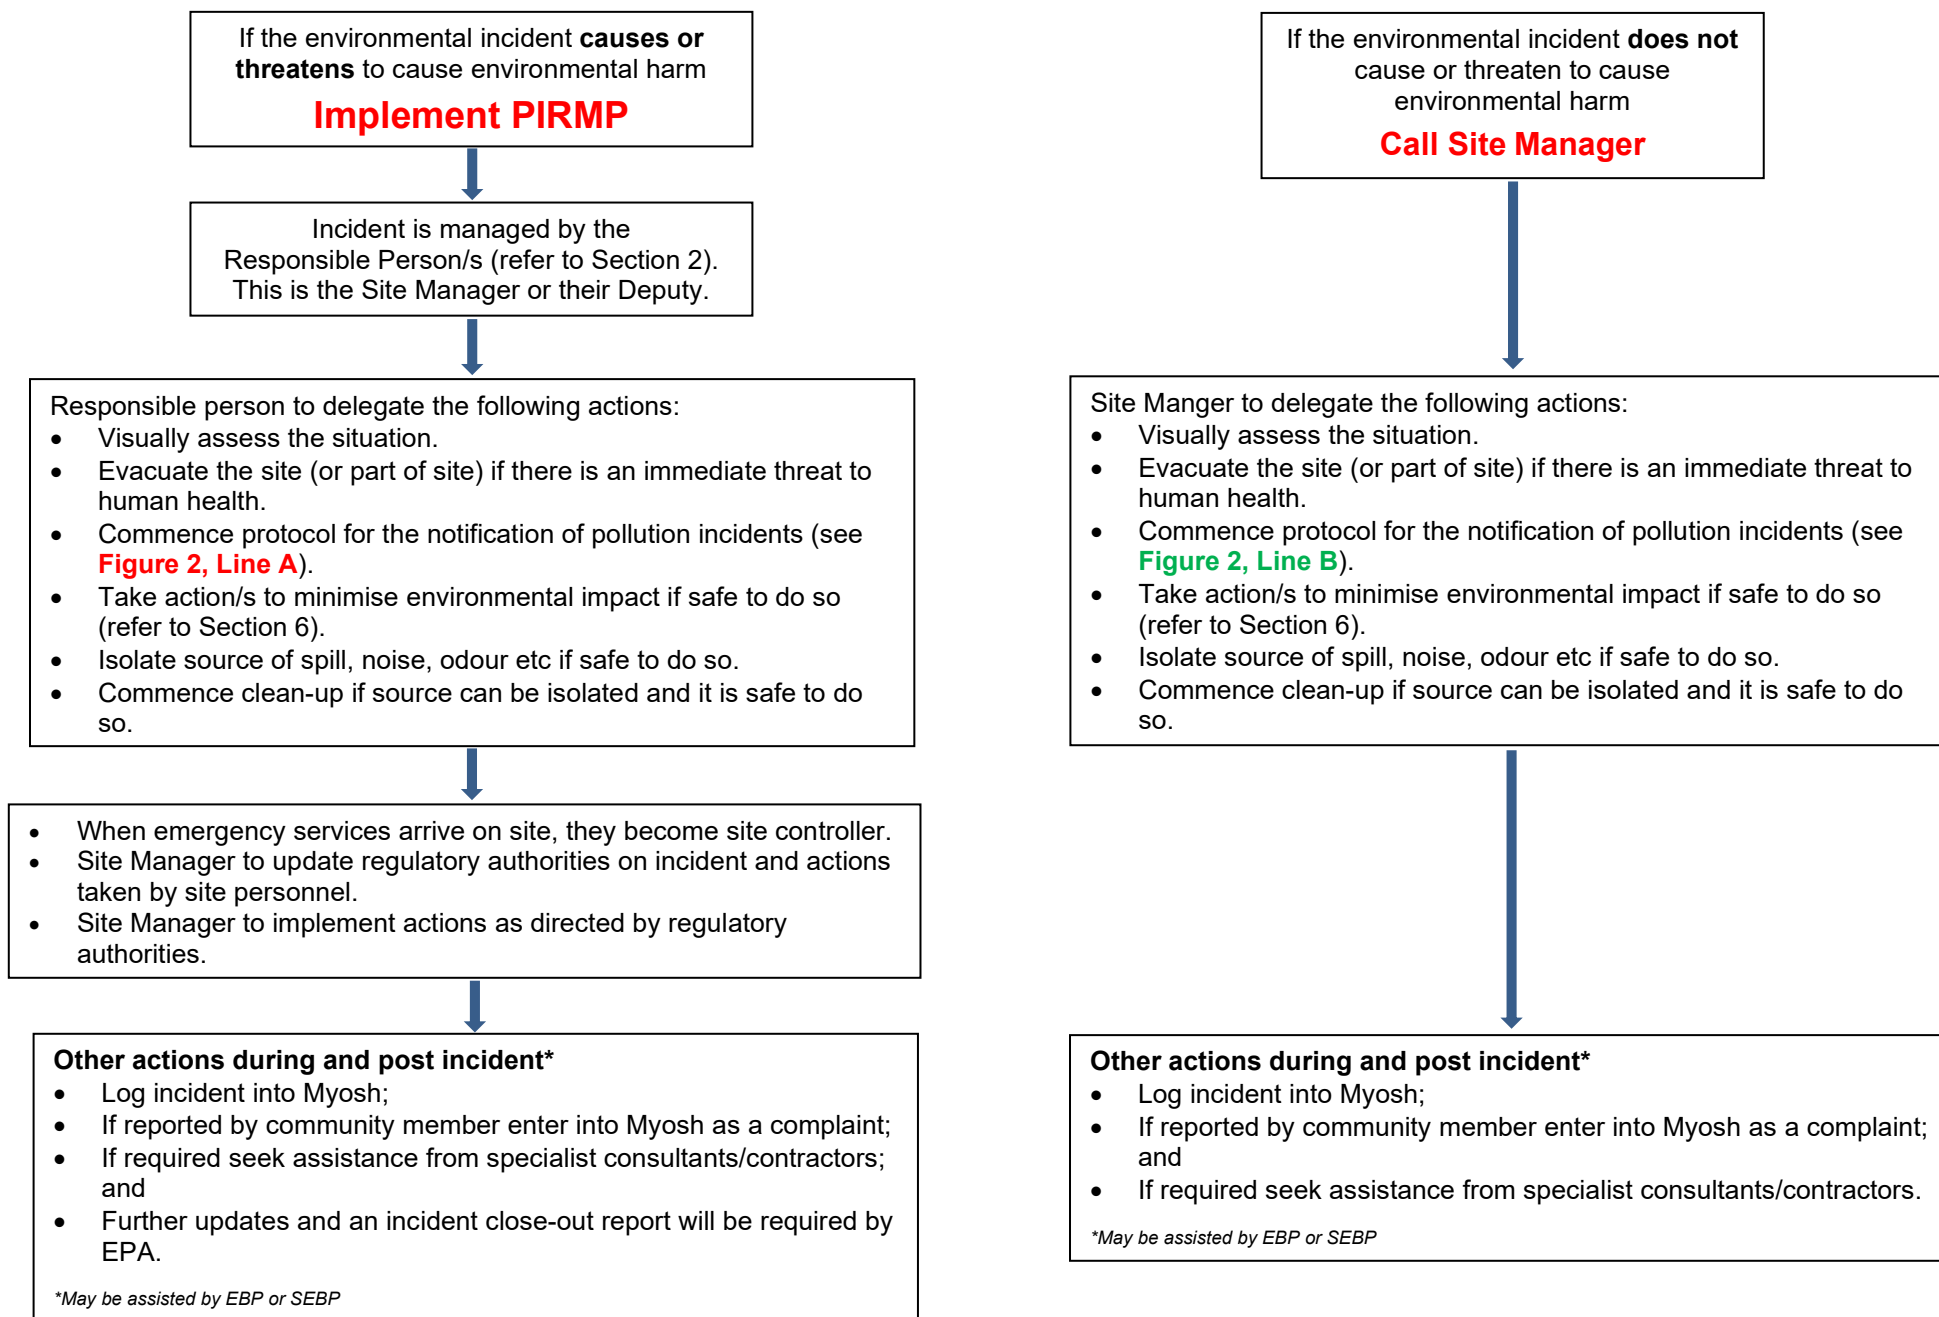 If the environmental incident causes or
threatens to cause environmental harm
Implement PIRMP
Incident is managed by the
Responsible Person/s (refer to Section 2).
This is the Site Manager or their Deputy.
Responsible person to delegate the following actions:
• Visually assess the situation.
• Evacuate the site (or part of site) if there is an immediate threat to
human health.
• Commence protocol for the notification of pollution incidents (see
Figure 2, Line A).
• Take action/s to minimise environmental impact if safe to do so
(refer to Section 6).
• Isolate source of spill, noise, odour etc if safe to do so.
• Commence clean-up if source can be isolated and it is safe to do
so.
• When emergency services arrive on site, they become site controller.
• Site Manager to update regulatory authorities on incident and actions
taken by site personnel.
• Site Manager to implement actions as directed by regulatory
authorities.
Other actions during and post incident*
• Log incident into Myosh;
• If reported by community member enter into Myosh as a complaint;
• If required seek assistance from specialist consultants/contractors;
and
• Further updates and an incident close-out report will be required by
EPA.
*May be assisted by EBP or SEBP
If the environmental incident does not
cause or threaten to cause
environmental harm
Call Site Manager
Site Manger to delegate the following actions:
• Visually assess the situation.
• Evacuate the site (or part of site) if there is an immediate threat to
human health.
• Commence protocol for the notification of pollution incidents (see
Figure 2, Line B).
• Take action/s to minimise environmental impact if safe to do so
(refer to Section 6).
• Isolate source of spill, noise, odour etc if safe to do so.
• Commence clean-up if source can be isolated and it is safe to do
so.
Other actions during and post incident*
• Log incident into Myosh;
• If reported by community member enter into Myosh as a complaint;
and
• If required seek assistance from specialist consultants/contractors.
*May be assisted by EBP or SEBP